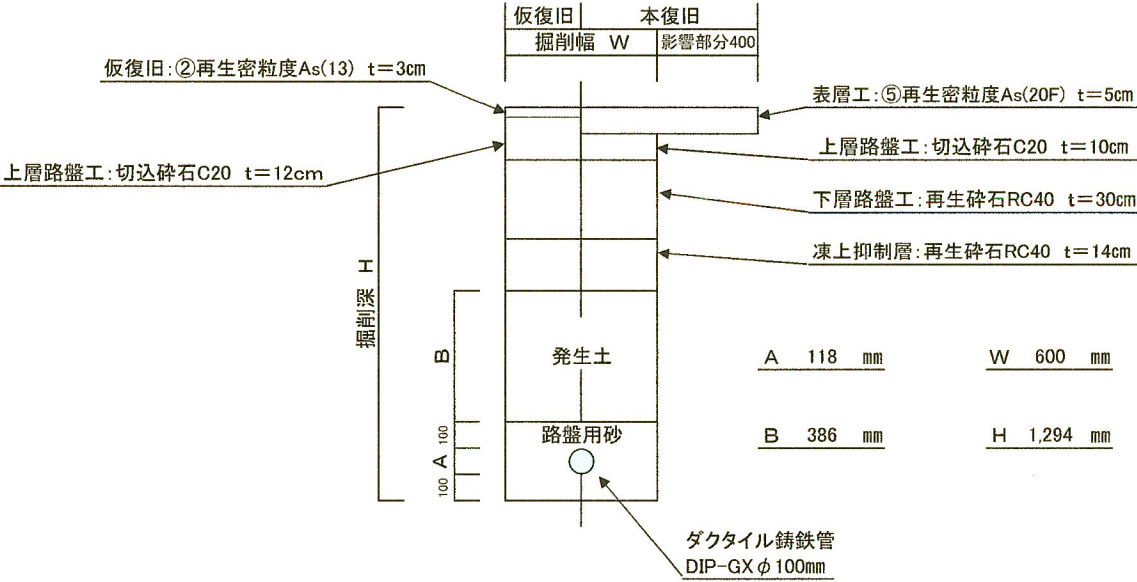 仮復旧 本復旧
掘削幅 W 影響部分400
仮復旧:②再生密粒度As(13) t=3cm
表層工:⑤再生密粒度As(20F) t=5cm
上層路盤工:切込砕石C20 t=10cm
上層路盤工:切込砕石C20 t=12cm
下層路盤工:再生砕石RC40 t=30cm
凍上抑制層:再生砕石RC40 t=14cm
掘削深 H
B
発生土
A 118 mm
W 600 mm
B 386 mm
H 1,294 mm
100
路盤用砂
A
100
ダクタイル鋳鉄管
DIP-GXφ100mm